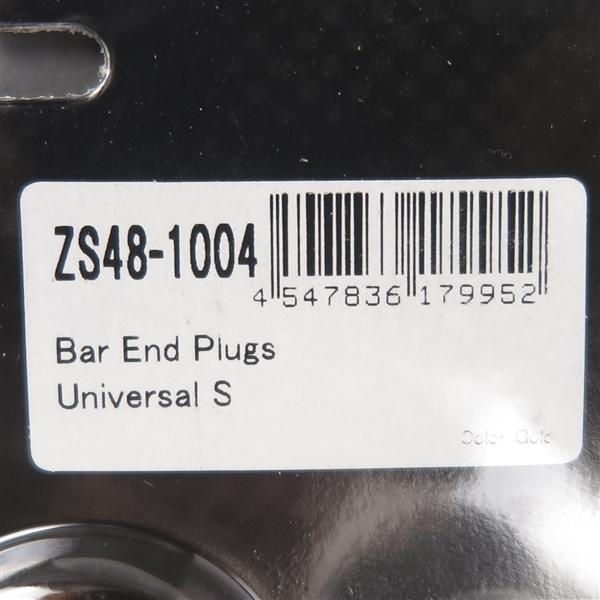 ZS48-1004
4 547836 179952
Bar End Plugs
Universal S
Color Gold